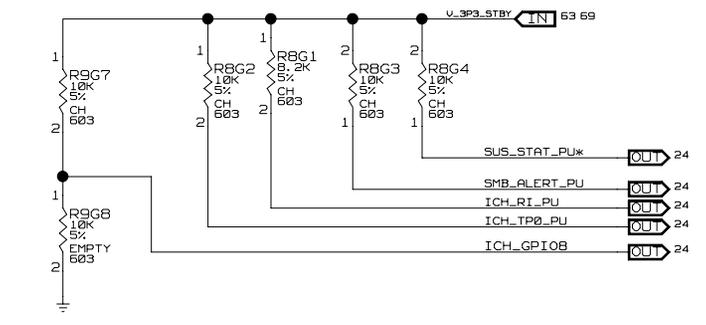 V_3P3_STBY IN 63 69
1
R9G7
10K
5%
CH
603
2
1
R8G2
10K
5%
CH
603
2
1
R8G1
8.2K
5%
CH
603
2
2
R8G3
10K
5%
CH
603
1
2
R8G4
10K
5%
CH
603
1
SUS_STAT_PU* OUT 24
SMB_ALERT_PU OUT 24
ICH_RI_PU OUT 24
ICH_TP0_PU OUT 24
ICH_GPIO8 OUT 24
1
R9G8
10K
5%
EMPTY
603
2